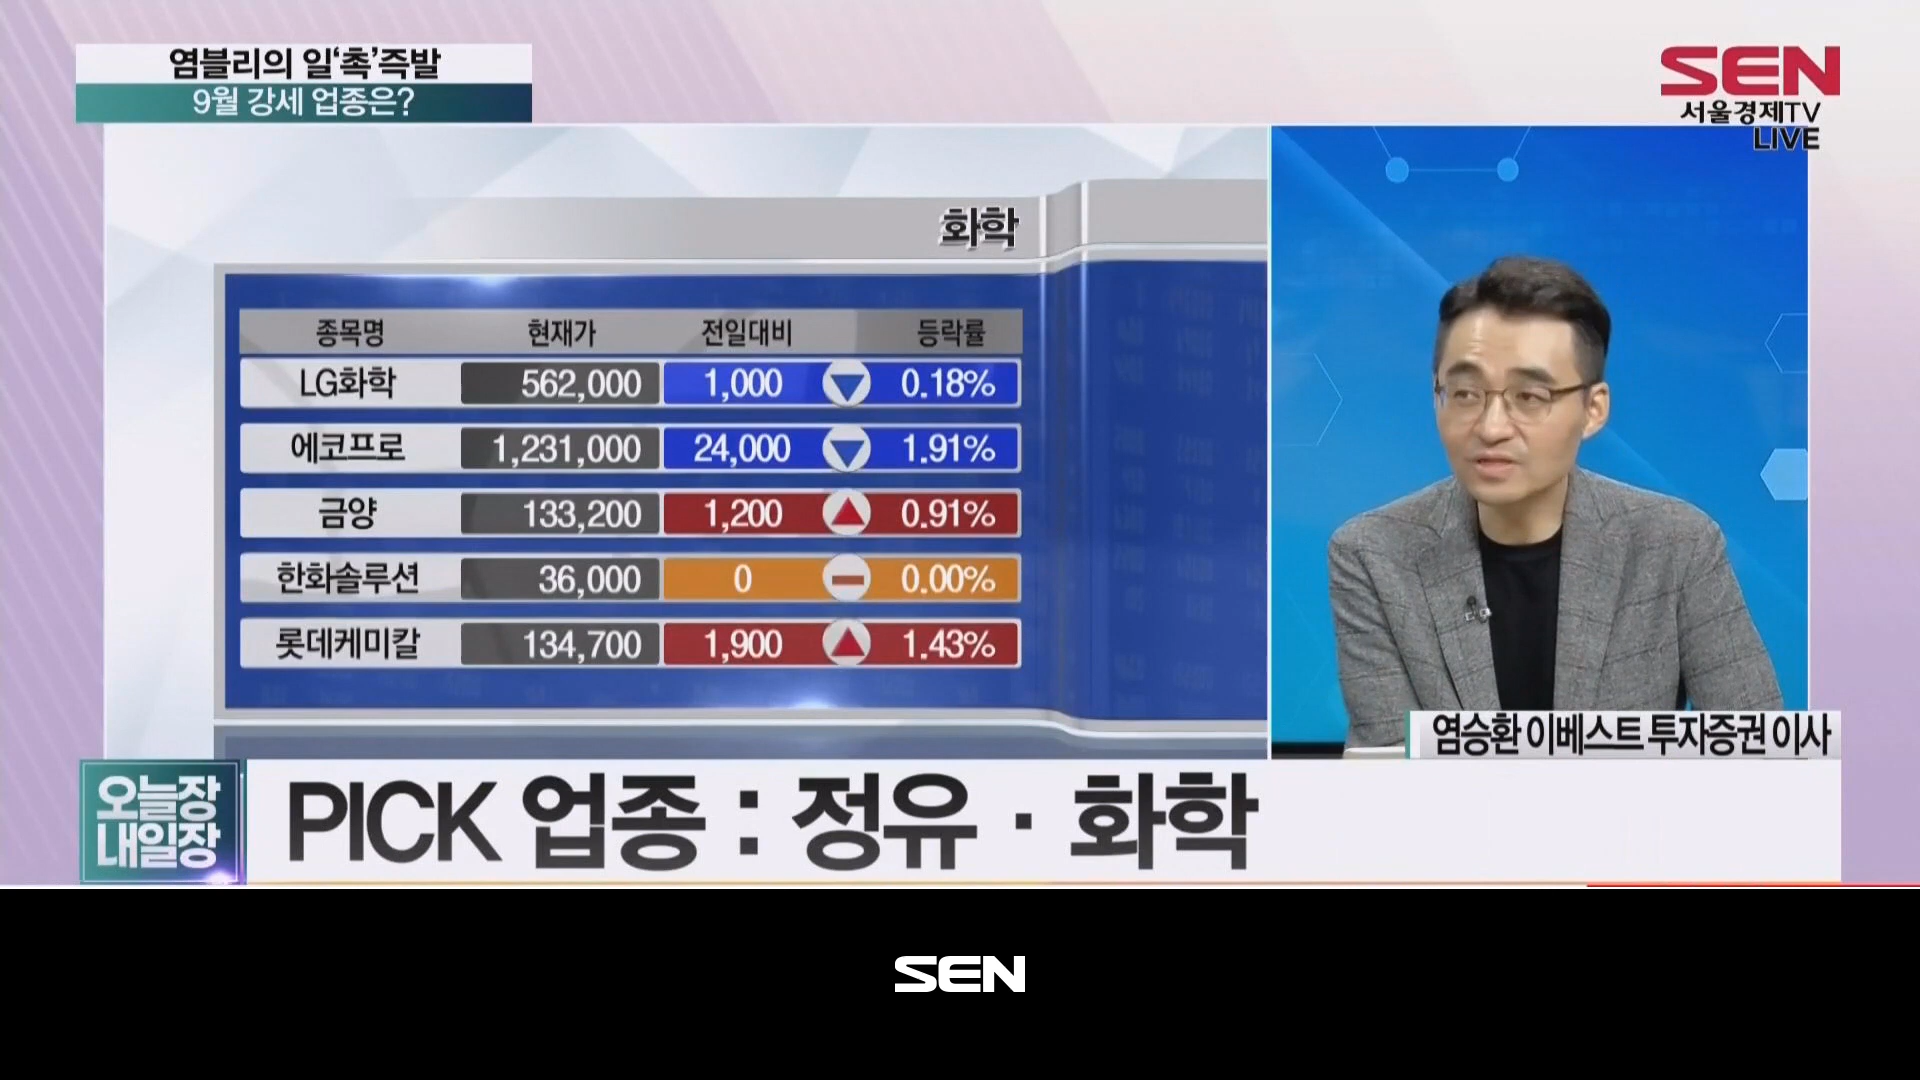 염블리의 일‘촉’즉발
9월 강세 업종은?
SEN
서울경제TV
LIVE
화학
종목명 현재가 전일대비 등락률
LG화학 562,000 1,000 ▼ 0.18%
에코프로 1,231,000 24,000 ▼ 1.91%
금양 133,200 1,200 ▲ 0.91%
한화솔루션 36,000 0 - 0.00%
롯데케미칼 134,700 1,900 ▲ 1.43%
염승환 이베스트 투자증권 이사
오늘장
내일장
PICK 업종 : 정유 · 화학
SEN